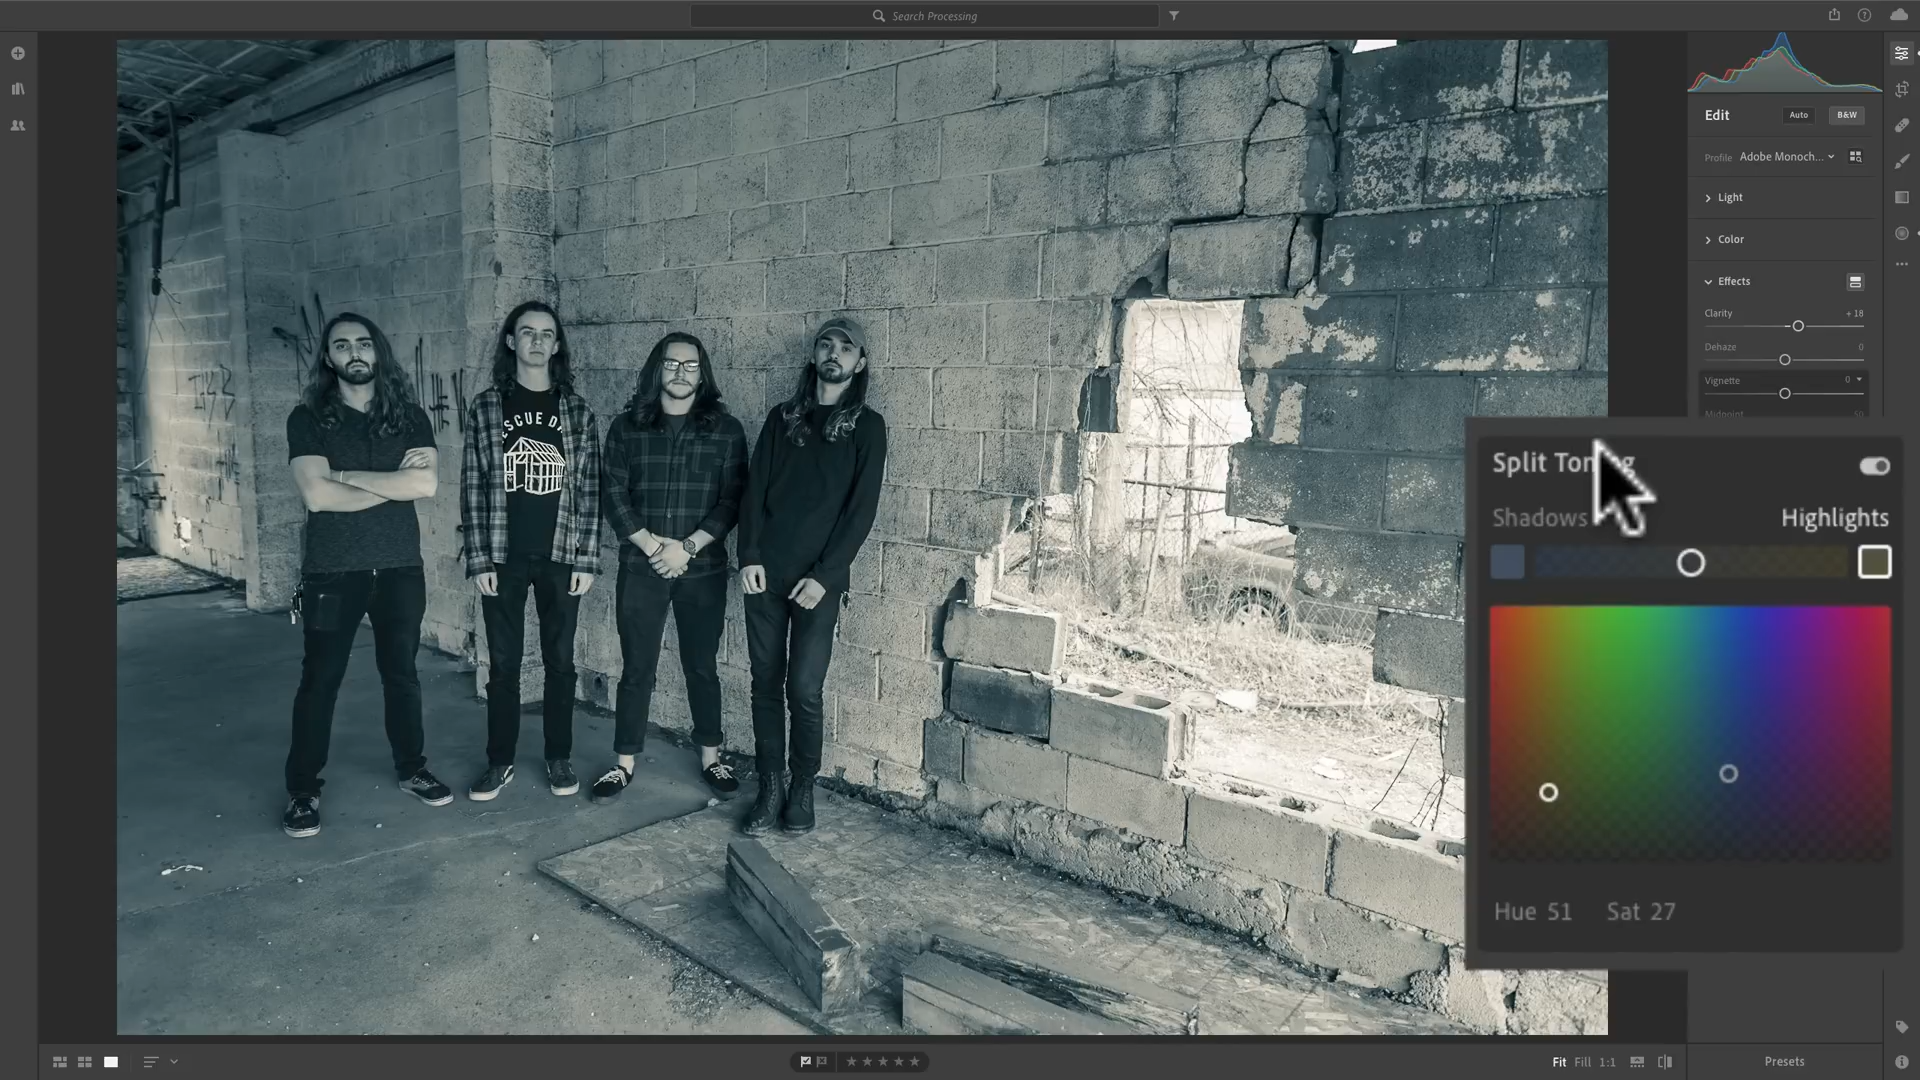 Search Processing
Edit
Auto
B&W
Profile
Adobe Monoch...
Light
Color
Effects
Clarity
+ 18
Dehaze
0
Vignette
0
Split Toning
Shadows
Highlights
Hue 51
Sat 27
ESCUE D
Fit
Fill
1:1
Presets